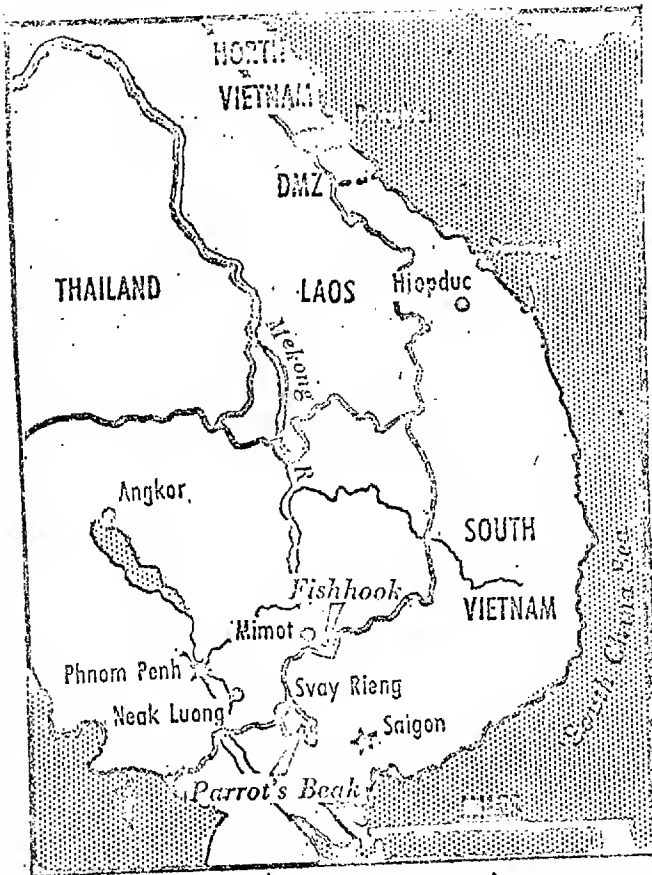 NORTH
VIETNAM
DMZ
THAILAND
LAOS
Hiopduc
Mekong
R
Angkor
SOUTH
VIETNAM
Fishhook
Mimot
South China Sea
Phnom Penh
Svay Rieng
Neak Luong
Saigon
Parrot's Beak